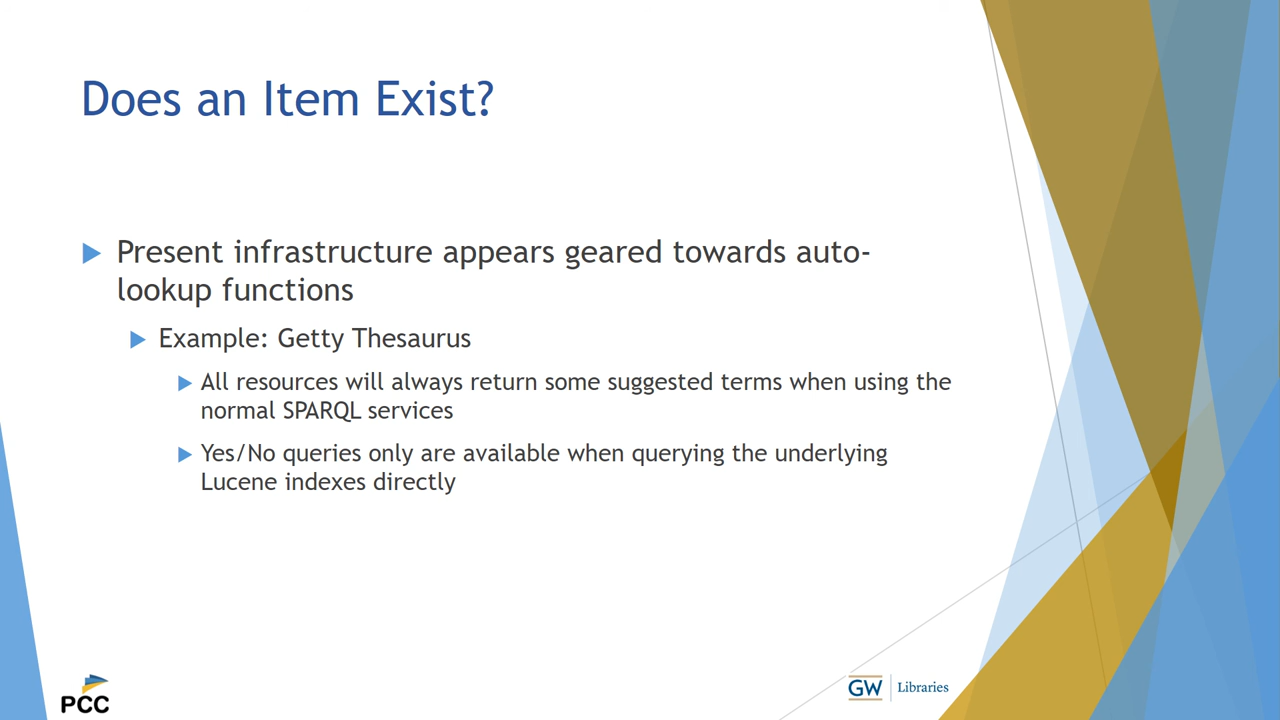 Does an Item Exist?
Present infrastructure appears geared towards auto-
lookup functions
Example: Getty Thesaurus
All resources will always return some suggested terms when using the
normal SPARQL services
Yes/No queries only are available when querying the underlying
Lucene indexes directly
PCC
GW Libraries